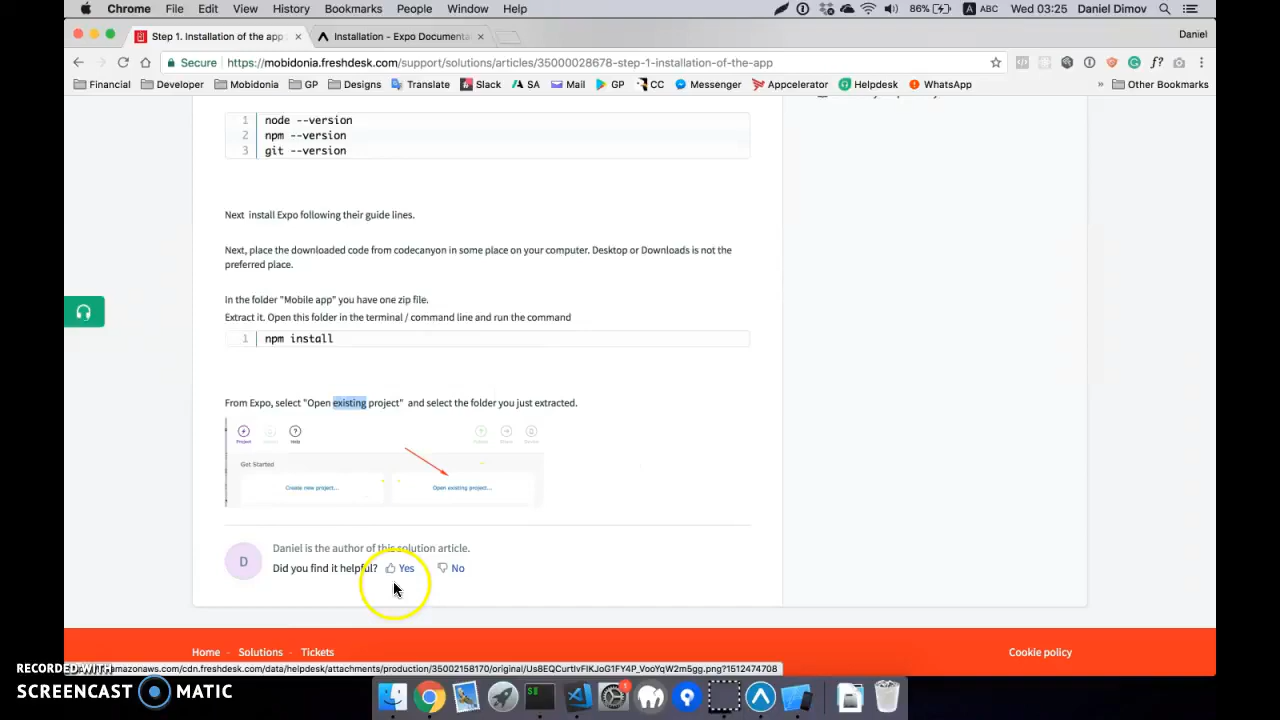 Chrome File Edit View History Bookmarks People Window Help 86% A ABC Wed 03:25 Daniel Dimov
Step 1. Installation of the app Installation - Expo Documenta Daniel
Secure https://mobidonia.freshdesk.com/support/solutions/articles/35000028678-step-1-installation-of-the-app
Financial Developer Mobidonia GP Designs Translate Slack SA Mail GP CC Messenger Appcelerator Helpdesk WhatsApp » Other Bookmarks
1 node --version
2 npm --version
3 git --version
Next install Expo following their guide lines.
Next, place the downloaded code from codecanyon in some place on your computer. Desktop or Downloads is not the
preferred place.
In the folder "Mobile app" you have one zip file.
Extract it. Open this folder in the terminal / command line and run the command
1 npm install
From Expo, select "Open existing project" and select the folder you just extracted.
Project Help
Get Started
Create new project... Open existing project...
D
Daniel is the author of this solution article.
Did you find it helpful? Yes No
Home - Solutions - Tickets Cookie policy
RECORDED WITH
SCREENCAST MATIC